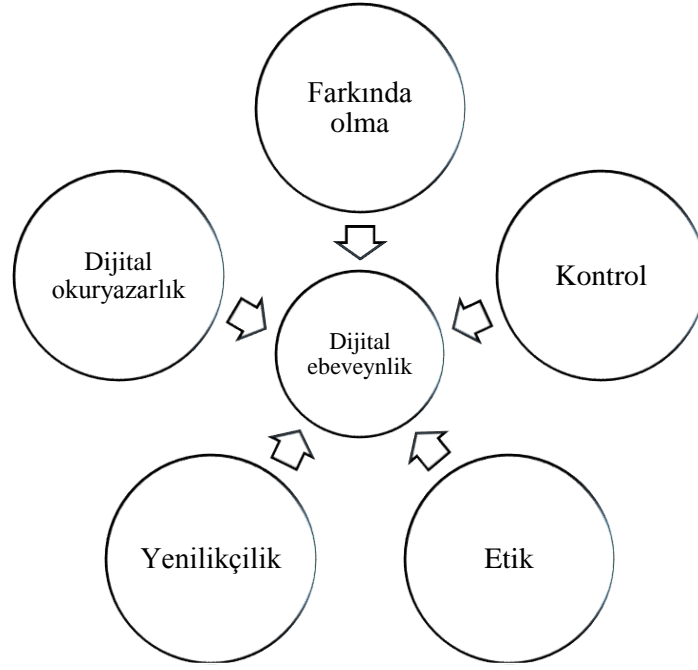 Farkında
olma
Dijital
okuryazarlık
Kontrol
Dijital
ebeveynlik
Yenilikçilik
Etik